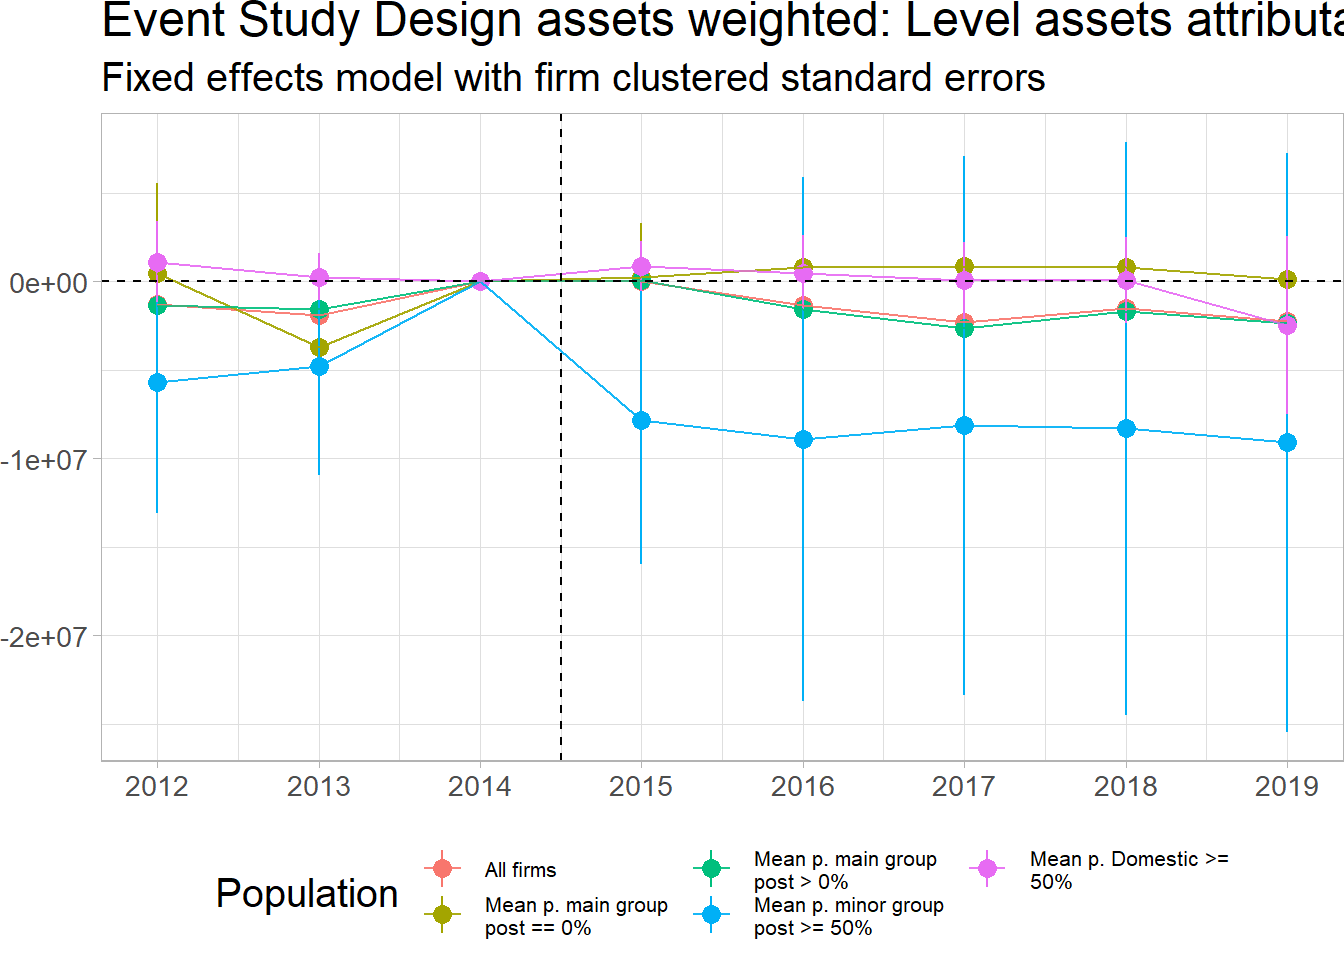 Event Study Design assets weighted: Level assets
Fixed effects model with firm clustered standard errors
0e+00
-1e+07
-2e+07
2012 2013 2014 2015 2016 2017 2018 2019
Population
All firms
Mean p. main group
post == 0%
Mean p. main group
post > 0%
Mean p. minor group
post >= 50%
Mean p. Domestic >=
50%